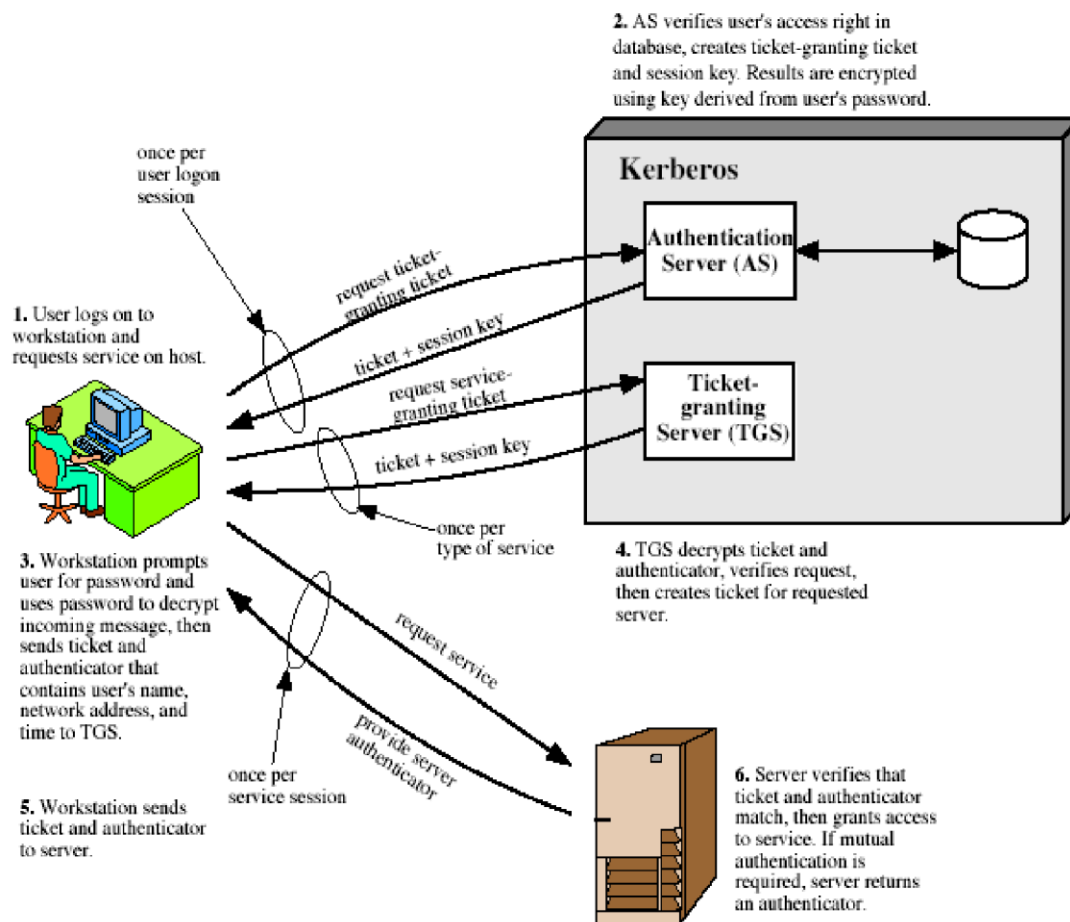 2. AS verifies user's access right in
database, creates ticket-granting ticket
and session key. Results are encrypted
using key derived from user's password.
once per
user logon
session
Kerberos
Authentication
Server (AS)
request ticket-
granting ticket
1. User logs on to
workstation and
requests service on host.
ticket + session key
request service-
granting ticket
Ticket-
granting
Server (TGS)
ticket + session key
once per
type of service
3. Workstation prompts
user for password and
uses password to decrypt
incoming message, then
sends ticket and
authenticator that
contains user's name,
network address, and
time to TGS.
4. TGS decrypts ticket and
authenticator, verifies request,
then creates ticket for requested
server.
request service
provide server
authenticator
once per
service session
5. Workstation sends
ticket and authenticator
to server.
6. Server verifies that
ticket and authenticator
match, then grants access
to service. If mutual
authentication is
required, server returns
an authenticator.